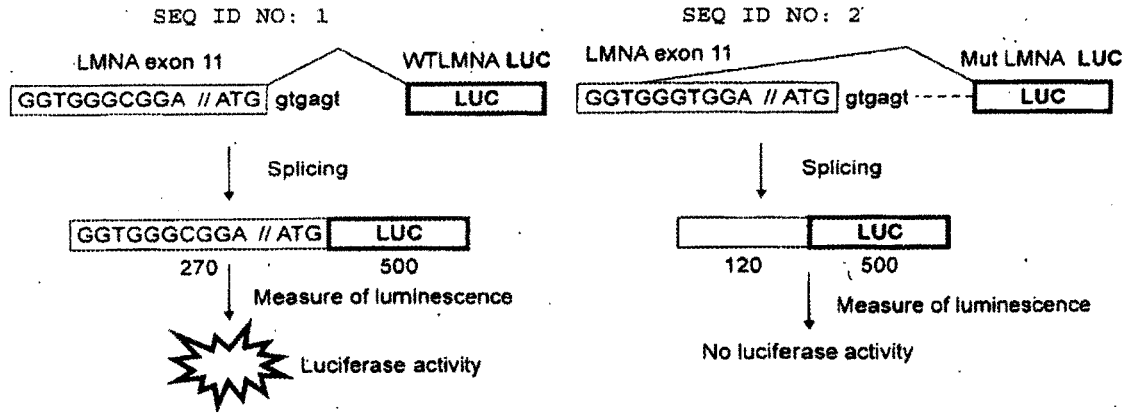 SEQ ID NO: 1
LMNA exon 11
WTLMNA LUC
GGTGGGCGGA // ATG gtgagt LUC
Splicing
GGTGGGCGGA // ATG LUC
270 500
Measure of luminescence
Luciferase activity
SEQ ID NO: 2
LMNA exon 11
Mut LMNA LUC
GGTGGGTGGA // ATG gtgagt LUC
Splicing
LUC
120 500
Measure of luminescence
No luciferase activity